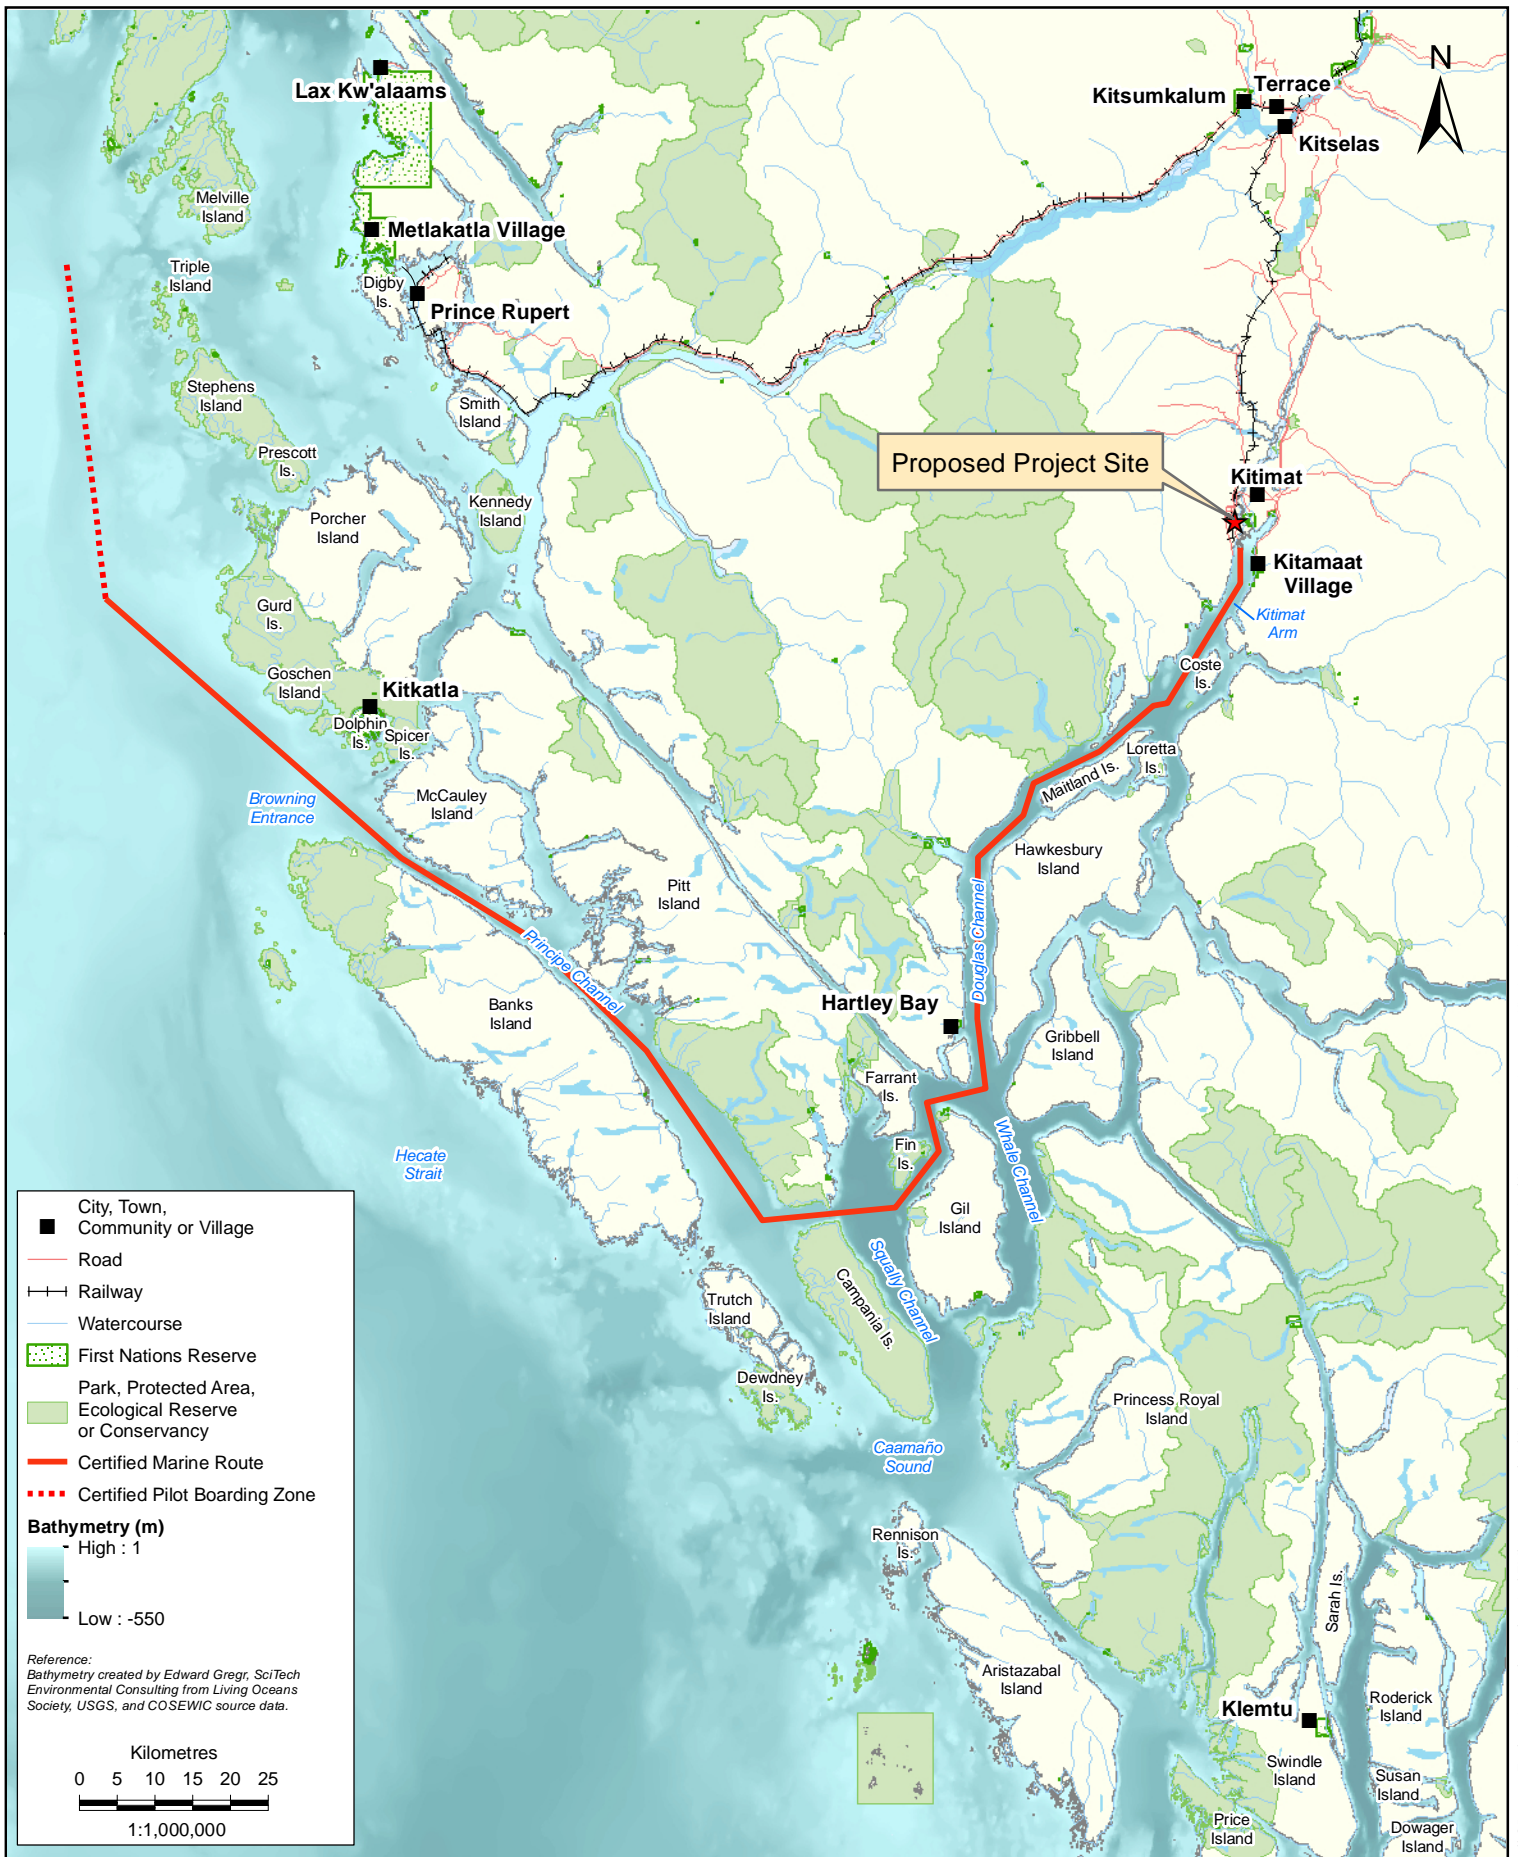 Lax Kw'alaams
Kitsumkalum
Terrace
Kitselas
N
Melville
Island
Metlakatla Village
Triple
Island
Digby
Is.
Prince Rupert
Stephens
Island
Smith
Island
Prescott
Is.
Kennedy
Island
Porcher
Island
Proposed Project Site
Kitimat
Kitamaat
Village
Kitimat
Arm
Gurd
Is.
Goschen
Island
Kitkatla
Dolphin
Is.
Spicer
Is.
Coste
Is.
Loretta
Is.
Maitland Is.
Browning
Entrance
McCauley
Island
Hawkesbury
Island
Pitt
Island
Principe Channel
Douglas Channel
Banks
Island
Hartley Bay
Gribbell
Island
Farrant
Is.
Fin
Is.
Whale Channel
Hecate
Strait
Gil
Island
Squally Channel
Campania Is.
Trutch
Island
Dewdney
Is.
Princess Royal
Island
Caamaño
Sound
Rennison
Is.
Sarah Is.
Aristazabal
Island
Klemtu
Roderick
Island
Swindle
Island
Susan
Island
Price
Island
Dowager
Island
City, Town,
Community or Village
Road
Railway
Watercourse
First Nations Reserve
Park, Protected Area,
Ecological Reserve
or Conservancy
Certified Marine Route
Certified Pilot Boarding Zone
Bathymetry (m)
High : 1
Low : -550
Reference:
Bathymetry created by Edward Gregr, SciTech
Environmental Consulting from Living Oceans
Society, USGS, and COSEWIC source data.
Kilometres
0 5 10 15 20 25
1:1,000,000